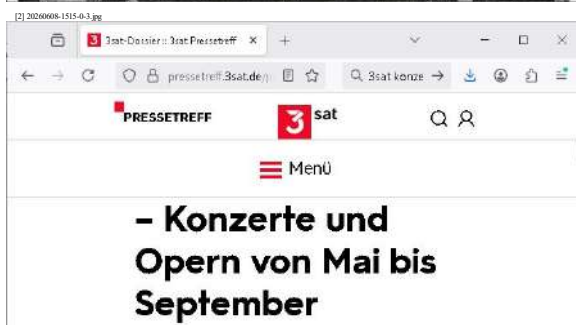 [2] 20260608-1515-0-3.jpg
3sat-Dossier :: 3sat Pressetreff
pressetreff.3sat.de/
3sat konze
PRESSETREFF
3sat
Menü
– Konzerte und
Opern von Mai bis
September